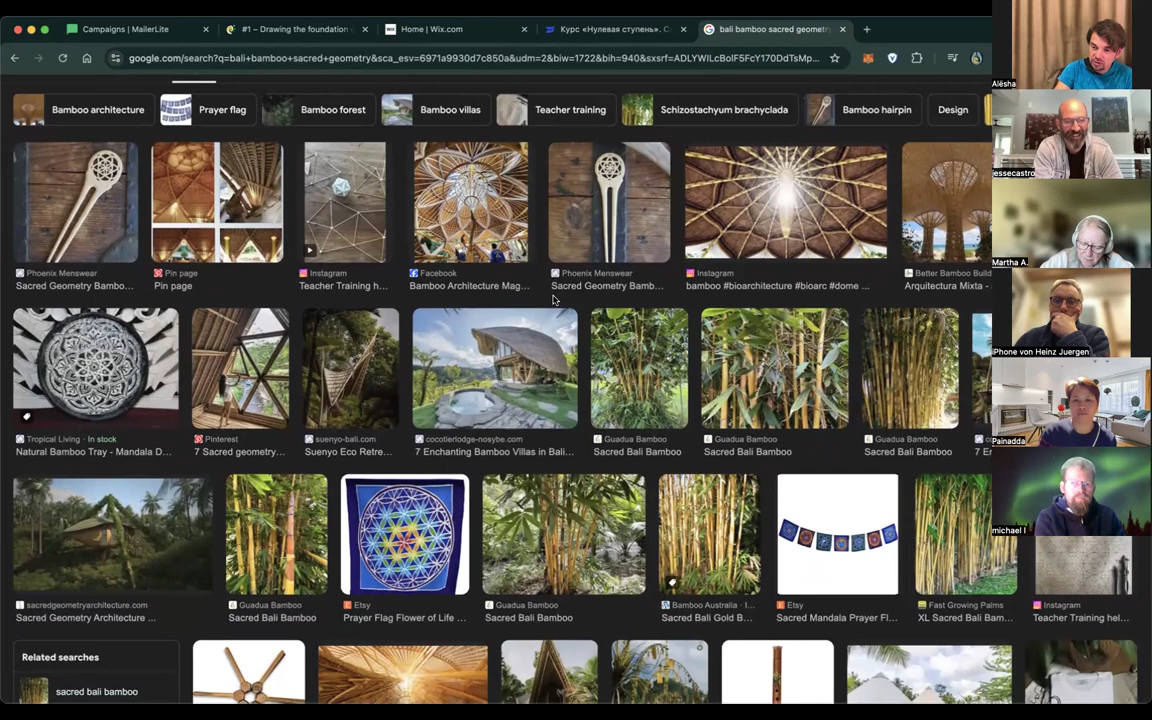 Campaigns | MailerLite
#1 – Drawing the foundation
Home | Wix.com
Курс «Нулевая ступень». О
bali bamboo sacred geometr
google.com/search?q=bali+bamboo+sacred+geometry&sca_esv=6971a9930d7c850a&udm=2&biw=1722&bih=940&sxsrf=ADLYWILcBolF5FcY170DdTsMp...
Bamboo architecture
Prayer flag
Bamboo forest
Bamboo villas
Teacher training
Schizostachyum brachyclada
Bamboo hairpin
Design
Phoenix Menswear
Sacred Geometry Bambo...
Pin page
Pin page
Instagram
Teacher Training h...
Facebook
Bamboo Architecture Mag...
Phoenix Menswear
Sacred Geometry Bamb...
Instagram
bamboo #bioarchitecture #bioarc #dome ...
Better Bamboo Build
Arquitectura Mixta -
Tropical Living · In stock
Natural Bamboo Tray - Mandala D...
Pinterest
7 Sacred geometry...
suenyo-bali.com
Suenyo Eco Retre...
cocotierlodge-nosybe.com
7 Enchanting Bamboo Villas in Bali...
Guadua Bamboo
Sacred Bali Bamboo
Guadua Bamboo
Sacred Bali Bamboo
Guadua Bamboo
Sacred Bali Bamboo
7 E
sacredgeometryarchitecture.com
Sacred Geometry Architecture ...
Guadua Bamboo
Sacred Bali Bamboo
Etsy
Prayer Flag Flower of Life ...
Guadua Bamboo
Sacred Bali Bamboo
Bamboo Australia · I...
Sacred Bali Gold B...
Etsy
Sacred Mandala Prayer Fl...
Fast Growing Palms
XL Sacred Bali Bam...
Instagram
Teacher Training hel...
Related searches
sacred bali bamboo
Alësha
jessecastro
Martha A.
iPhone von Heinz Juergen
Painadda
michael I